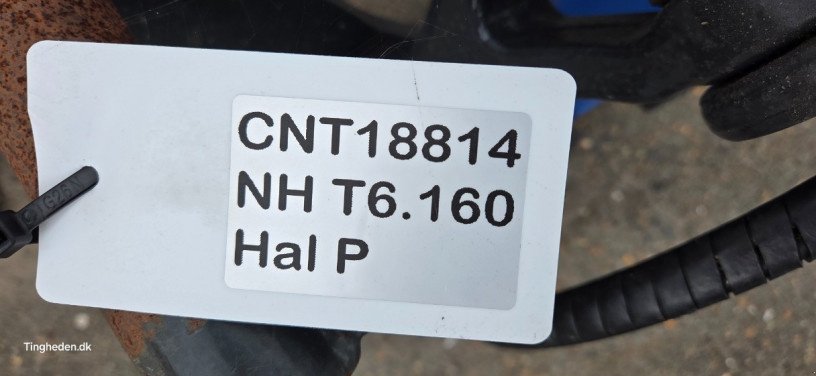 CNT18814
NH T6.160
Hal P
Tingheden.dk